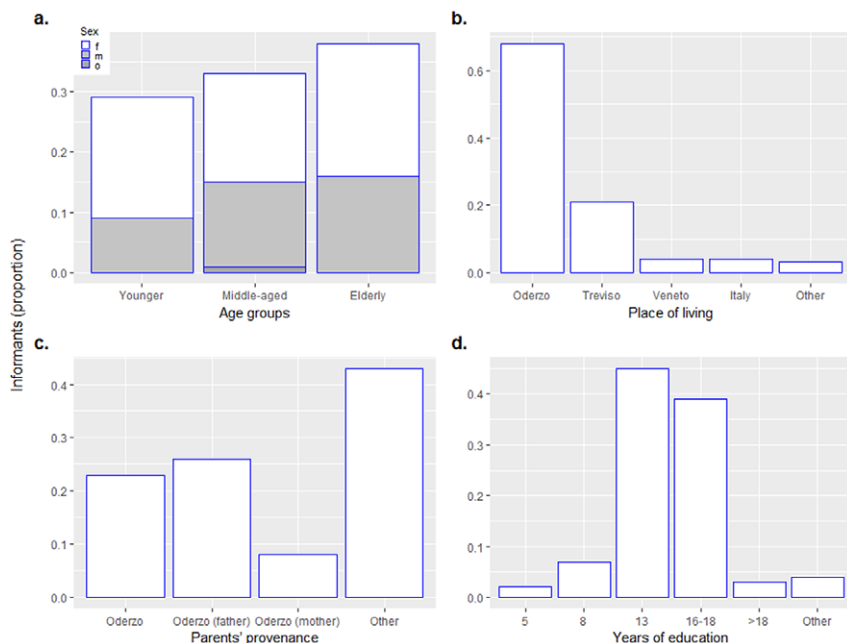 a.
Sex
f
m
o
0.3
0.2
0.1
0.0
Younger Middle-aged Elderly
Age groups
b.
0.6
0.4
0.2
0.0
Oderzo Treviso Veneto Italy Other
Place of living
Informants (proportion)
c.
0.4
0.3
0.2
0.1
0.0
Oderzo Oderzo (father) Oderzo (mother) Other
Parents' provenance
d.
0.4
0.3
0.2
0.1
0.0
5 8 13 16-18 >18 Other
Years of education